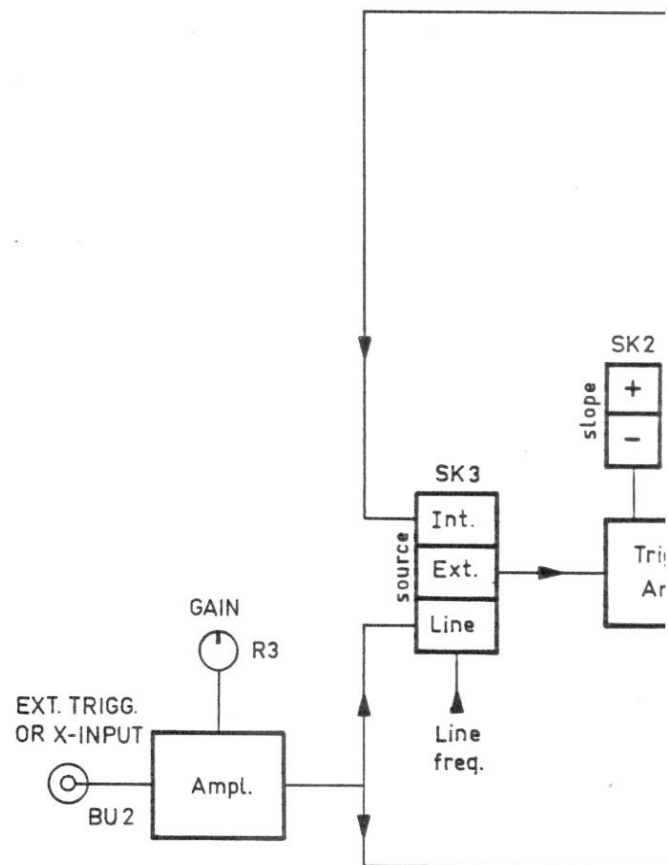 SK2
+
−
slope
SK3
Int.
Ext.
Line
source
GAIN
R3
EXT. TRIGG.
OR X-INPUT
BU2
Ampl.
Line
freq.